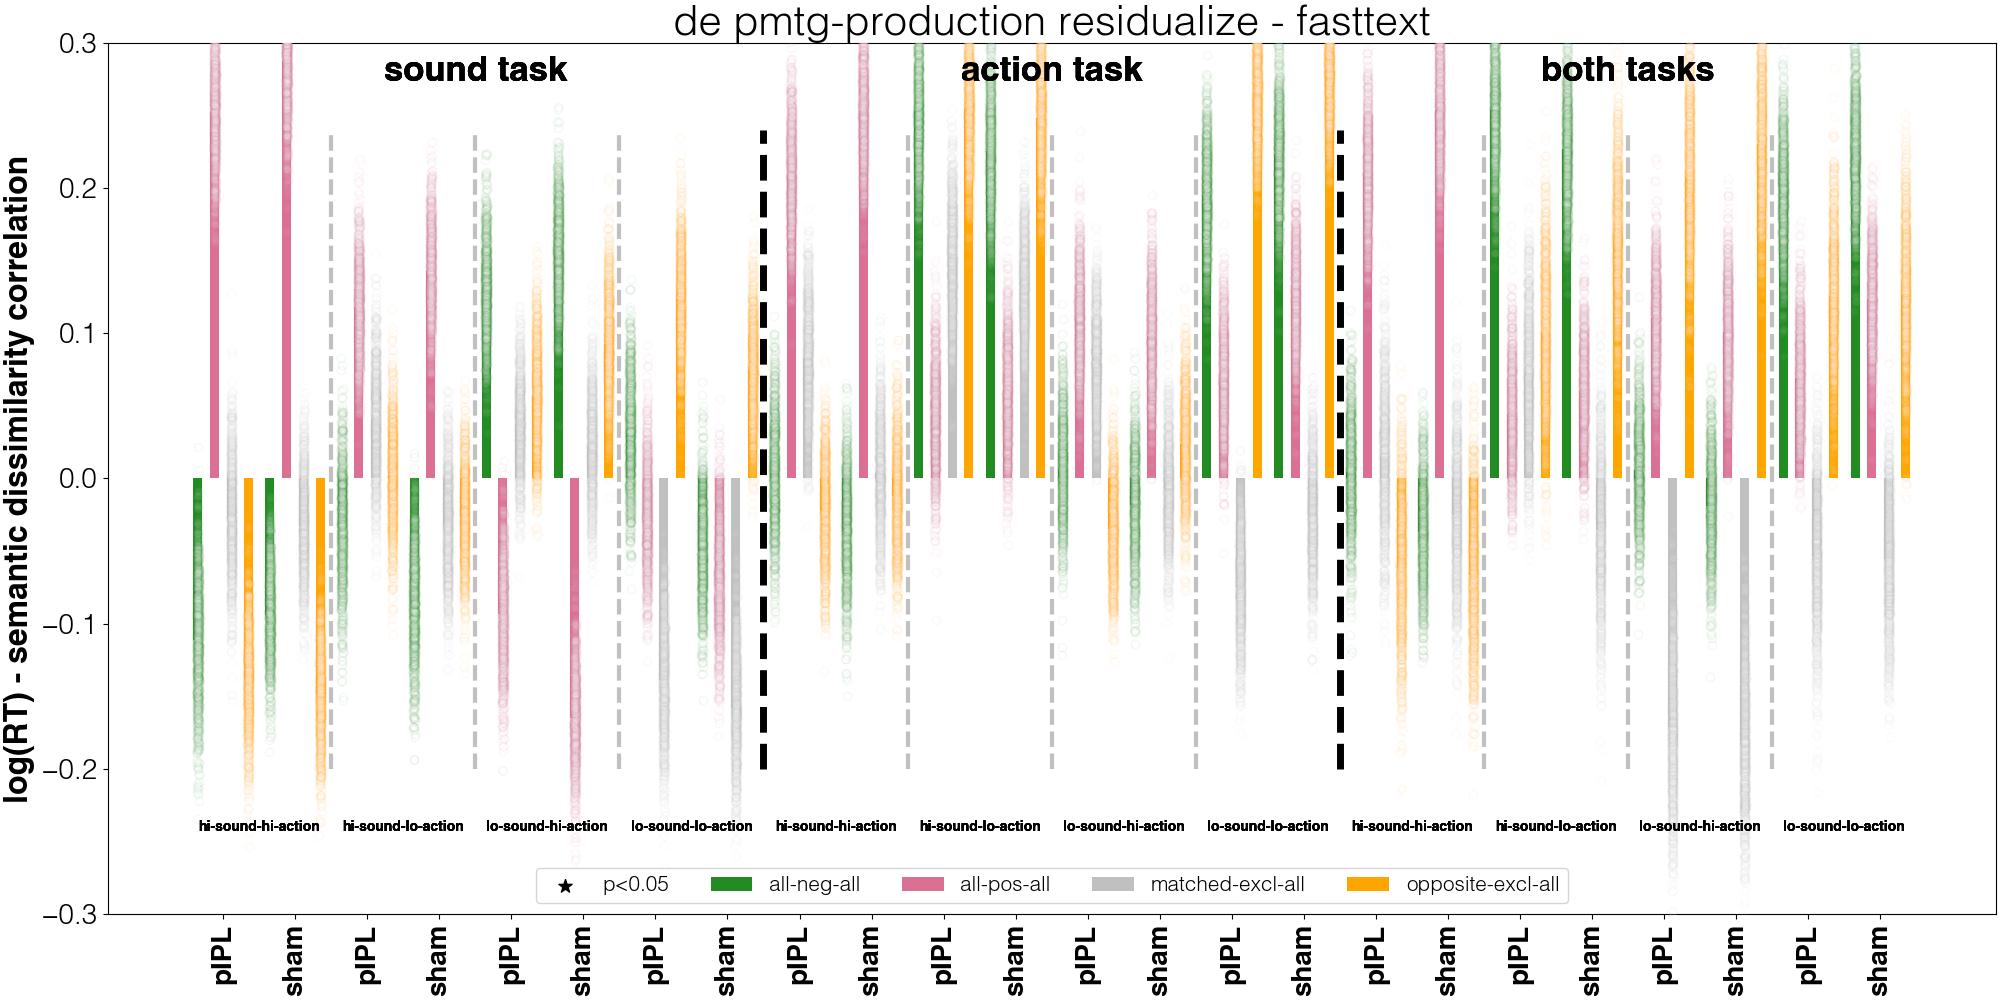 de pmtg-production residualize - fasttext
log(RT) - semantic dissimilarity correlation
0.3
0.2
0.1
0.0
−0.1
−0.2
−0.3
sound task
action task
both tasks
hi-sound-hi-action
hi-sound-lo-action
lo-sound-hi-action
lo-sound-lo-action
hi-sound-hi-action
hi-sound-lo-action
lo-sound-hi-action
lo-sound-lo-action
hi-sound-hi-action
hi-sound-lo-action
lo-sound-hi-action
lo-sound-lo-action
p<0.05
all-neg-all
all-pos-all
matched-excl-all
opposite-excl-all
pIPL
sham
pIPL
sham
pIPL
sham
pIPL
sham
pIPL
sham
pIPL
sham
pIPL
sham
pIPL
sham
pIPL
sham
pIPL
sham
pIPL
sham
pIPL
sham